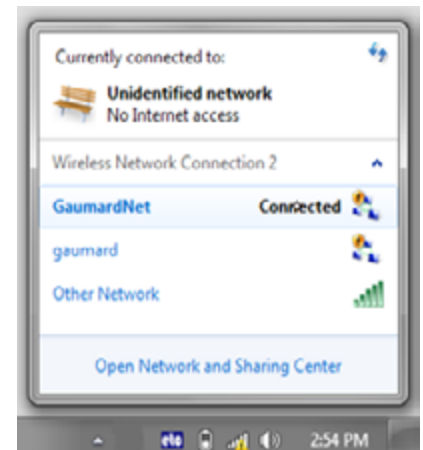 Currently connected to:
Unidentified network
No Internet access
Wireless Network Connection 2
GaumardNet Connected
gaumard
Other Network
Open Network and Sharing Center
elo 2:54 PM